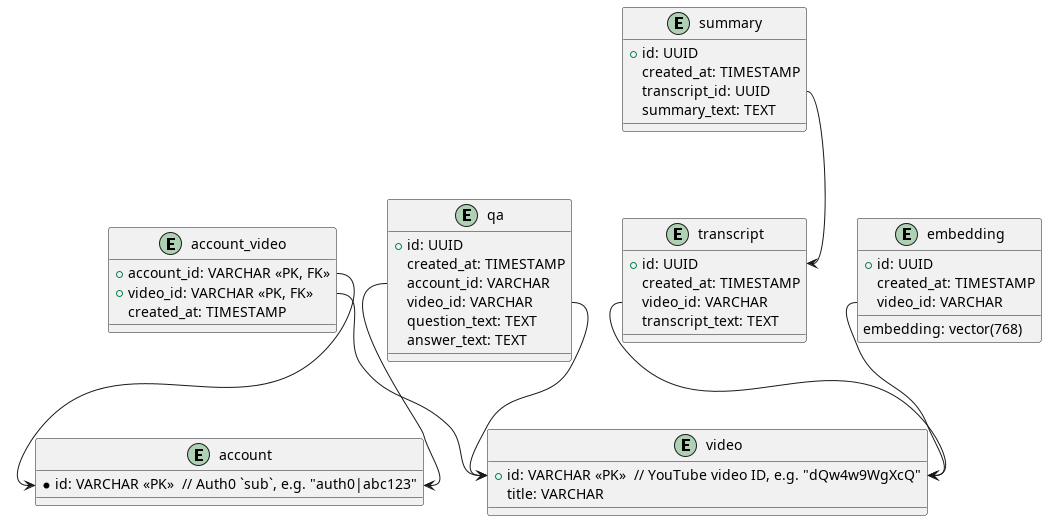 E summary
id: UUID
created_at: TIMESTAMP
transcript_id: UUID
summary_text: TEXT
E account_video
account_id: VARCHAR «PK, FK»
video_id: VARCHAR «PK, FK»
created_at: TIMESTAMP
E qa
id: UUID
created_at: TIMESTAMP
account_id: VARCHAR
video_id: VARCHAR
question_text: TEXT
answer_text: TEXT
E transcript
id: UUID
created_at: TIMESTAMP
video_id: VARCHAR
transcript_text: TEXT
E embedding
id: UUID
created_at: TIMESTAMP
video_id: VARCHAR
embedding: vector(768)
E account
id: VARCHAR «PK»  // Auth0 `sub`, e.g. "auth0|abc123"
E video
id: VARCHAR «PK»  // YouTube video ID, e.g. "dQw4w9WgXcQ"
title: VARCHAR